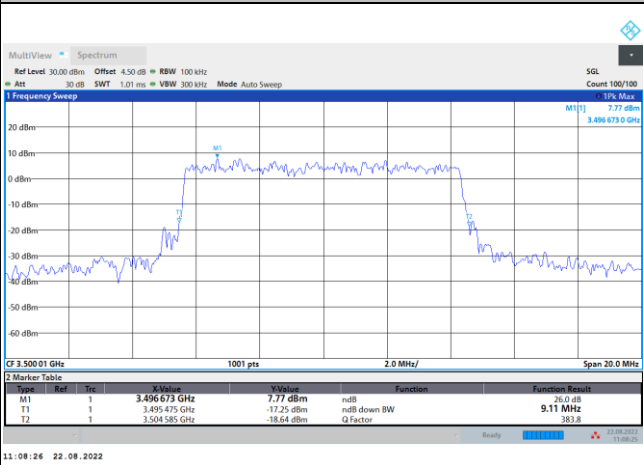 MultiView Spectrum
Ref Level 30.00 dBm Offset 4.50 dB RBW 100 kHz SGL
Att 30 dB SWT 1.01 ms VBW 300 kHz Mode Auto Sweep Count 100/100
1 Frequency Sweep 1Pk Max
M1[1] 7.77 dBm
3.496 673 0 GHz
20 dBm
10 dBm
M1
0 dBm
-10 dBm
T1 T2
-20 dBm
-30 dBm
-40 dBm
-50 dBm
-60 dBm
CF 3.500 01 GHz 1001 pts 2.0 MHz/ Span 20.0 MHz
2 Marker Table
Type Ref Trc X-Value Y-Value Function Function Result
M1 1 3.496 673 GHz 7.77 dBm ndB 26.0 dB
T1 1 3.495 475 GHz -17.25 dBm ndB down BW 9.11 MHz
T2 1 3.504 585 GHz -18.64 dBm Q Factor 383.8
Ready 22.08.2022
11:08:25
11:08:26 22.08.2022